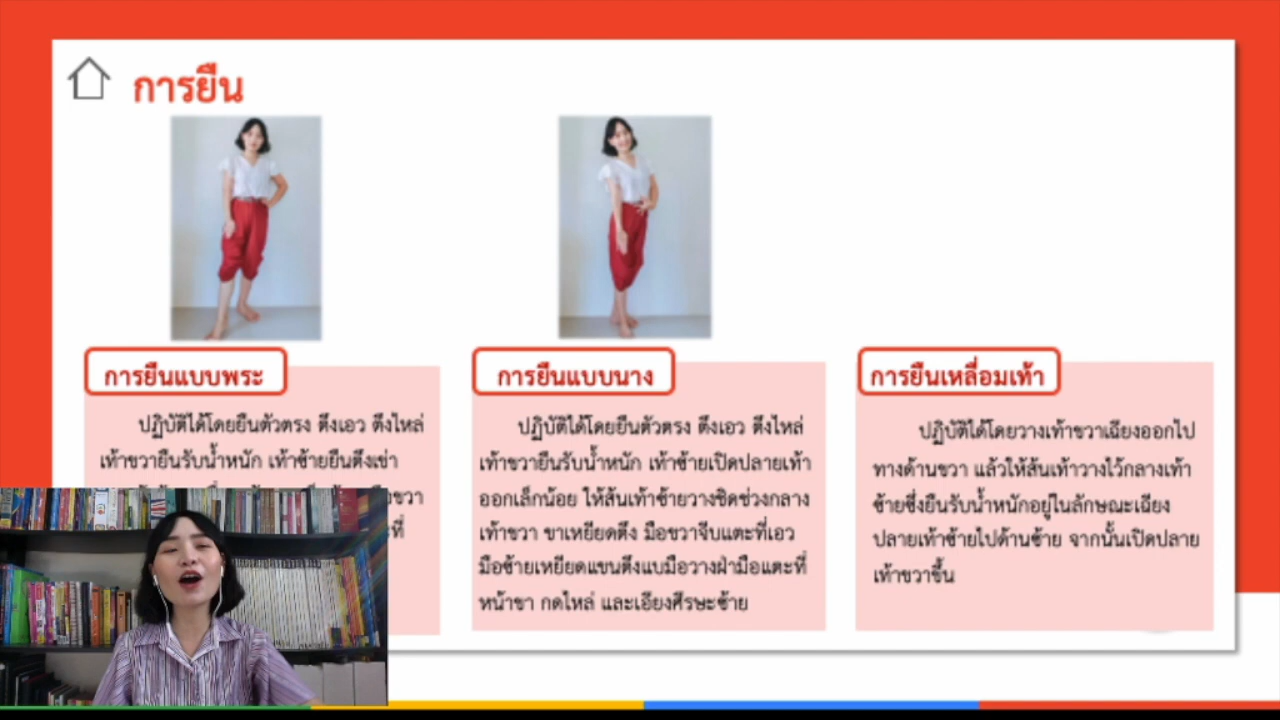 การยืน
การยืนแบบพระ
ปฏิบัติได้โดยยืนตัวตรง ตึงเอว ตึงไหล่
เท้าขวายืนรับน้ำหนัก เท้าซ้ายยืนตึงเข่า
การยืนแบบนาง
ปฏิบัติได้โดยยืนตัวตรง ตึงเอว ตึงไหล่
เท้าขวายืนรับน้ำหนัก เท้าซ้ายเปิดปลายเท้า
ออกเล็กน้อย ให้ส้นเท้าซ้ายวางชิดช่วงกลาง
เท้าขวา ขาเหยียดตึง มือขวาจีบแตะที่เอว
มือซ้ายเหยียดแขนตึงแบมือวางฝ่ามือแตะที่
หน้าขา กดไหล่ และเอียงศีรษะซ้าย
การยืนเหลื่อมเท้า
ปฏิบัติได้โดยวางเท้าขวาเฉียงออกไป
ทางด้านขวา แล้วให้ส้นเท้าวางไว้กลางเท้า
ซ้ายซึ่งยืนรับน้ำหนักอยู่ในลักษณะเฉียง
ปลายเท้าซ้ายไปด้านซ้าย จากนั้นเปิดปลาย
เท้าขวาขึ้น